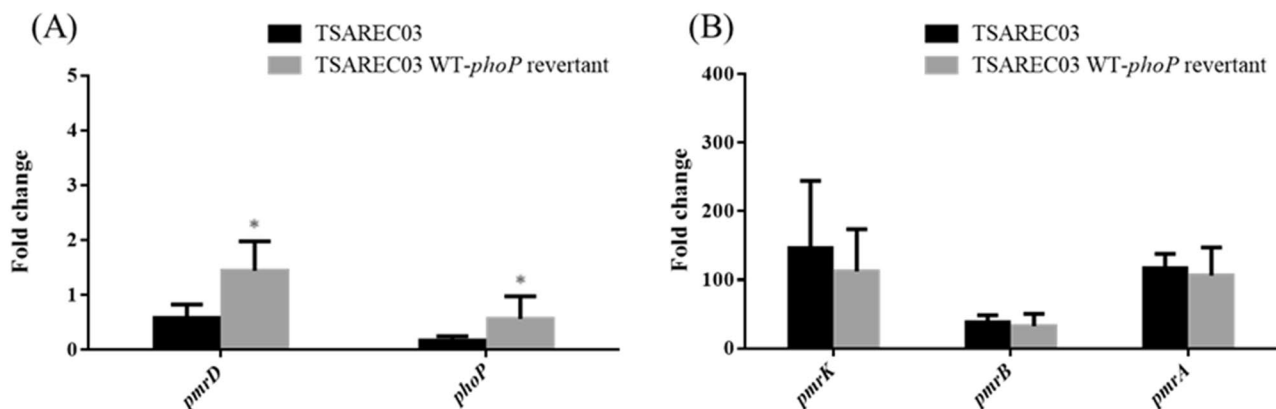 (A)
TSAREC03
TSAREC03 WT-phoP revertant
Fold change
5
4
3
2
1
0
*
*
pmrD
phoP
(B)
TSAREC03
TSAREC03 WT-phoP revertant
Fold change
400
300
200
100
0
pmrK
pmrB
pmrA